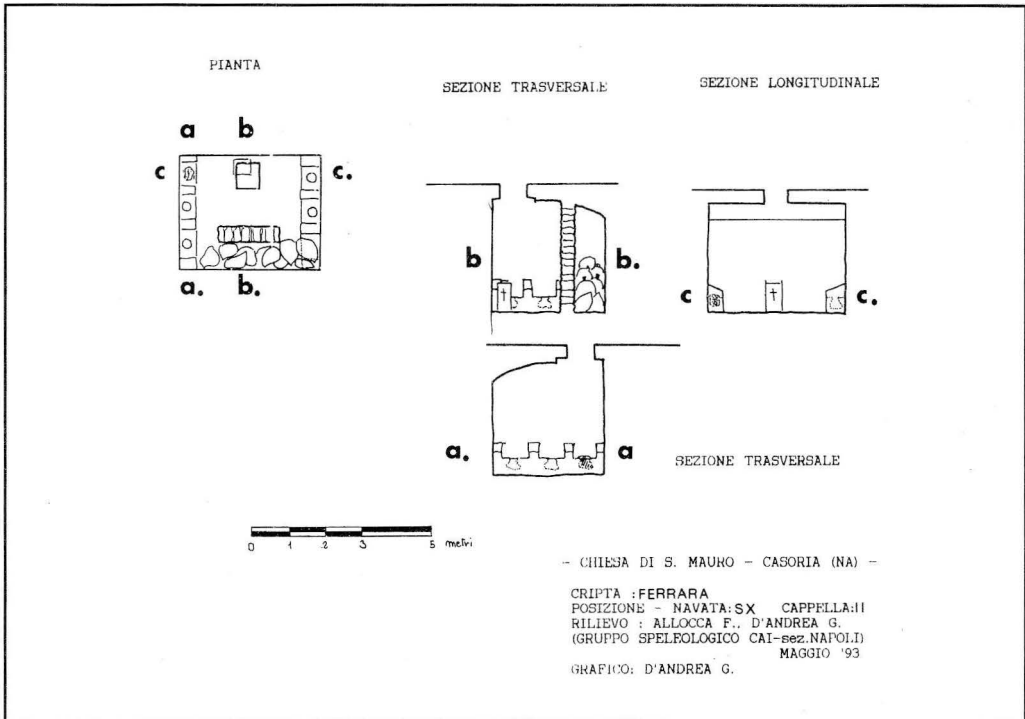 PIANTA
SEZIONE TRASVERSALE
SEZIONE LONGITUDINALE
a b
c c.
a. b.
b b.
c c.
a. a
SEZIONE TRASVERSALE
0 1 2 3 5 metri
- CHIESA DI S. MAURO - CASORIA (NA) -
CRIPTA : FERRARA
POSIZIONE - NAVATA: SX CAPPELLA: II
RILIEVO : ALLOCCA F., D'ANDREA G.
(GRUPPO SPELEOLOGICO CAI-sez.NAPOLI)
MAGGIO '93
GRAFICO: D'ANDREA G.